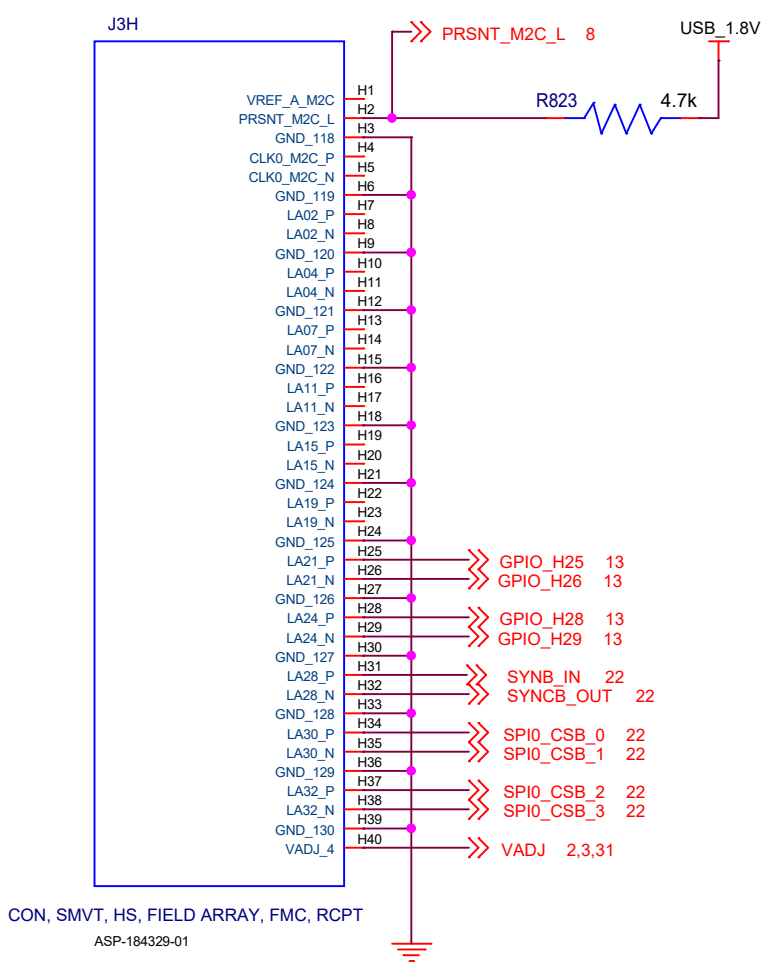 J3H
PRSNT_M2C_L 8
USB_1.8V
R823 4.7k
VREF_A_M2C H1
PRSNT_M2C_L H2
GND_118 H3
CLK0_M2C_P H4
CLK0_M2C_N H5
GND_119 H6
LA02_P H7
LA02_N H8
GND_120 H9
LA04_P H10
LA04_N H11
GND_121 H12
LA07_P H13
LA07_N H14
GND_122 H15
LA11_P H16
LA11_N H17
GND_123 H18
LA15_P H19
LA15_N H20
GND_124 H21
LA19_P H22
LA19_N H23
GND_125 H24
LA21_P H25 GPIO_H25 13
LA21_N H26 GPIO_H26 13
GND_126 H27
LA24_P H28 GPIO_H28 13
LA24_N H29 GPIO_H29 13
GND_127 H30
LA28_P H31 SYNB_IN 22
LA28_N H32 SYNCB_OUT 22
GND_128 H33
LA30_P H34 SPI0_CSB_0 22
LA30_N H35 SPI0_CSB_1 22
GND_129 H36
LA32_P H37 SPI0_CSB_2 22
LA32_N H38 SPI0_CSB_3 22
GND_130 H39
VADJ_4 H40 VADJ 2,3,31
CON, SMVT, HS, FIELD ARRAY, FMC, RCPT
ASP-184329-01